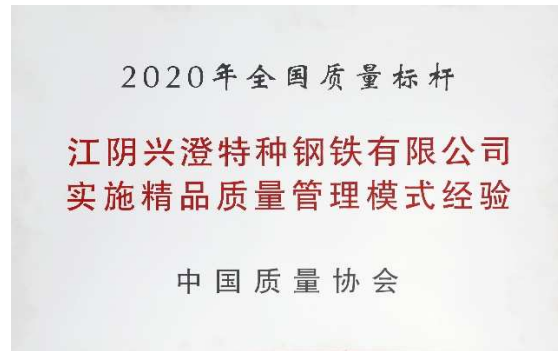 2020年全国质量标杆
江阴兴澄特种钢铁有限公司
实施精品质量管理模式经验
中国质量协会